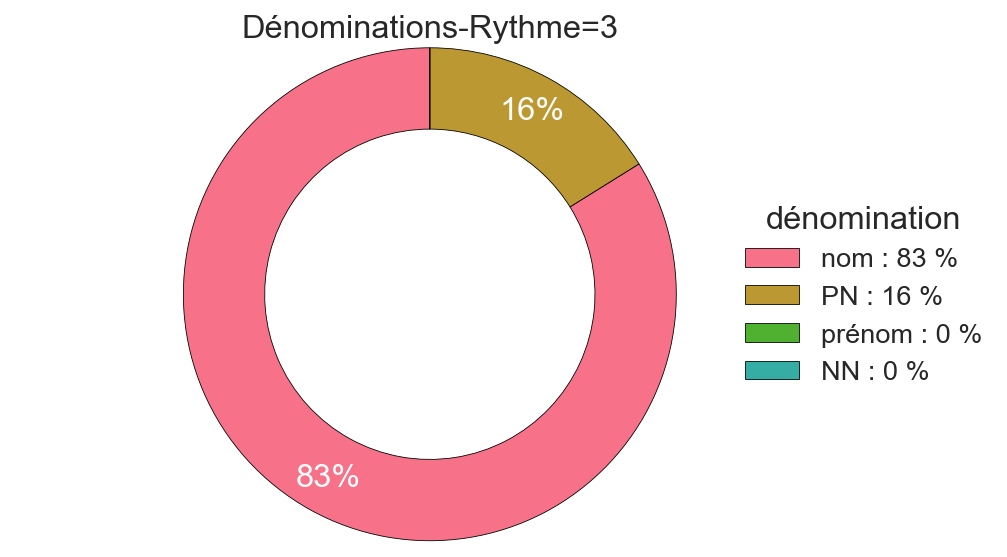 Dénominations-Rythme=3
16%
83%
dénomination
nom : 83 %
PN : 16 %
prénom : 0 %
NN : 0 %